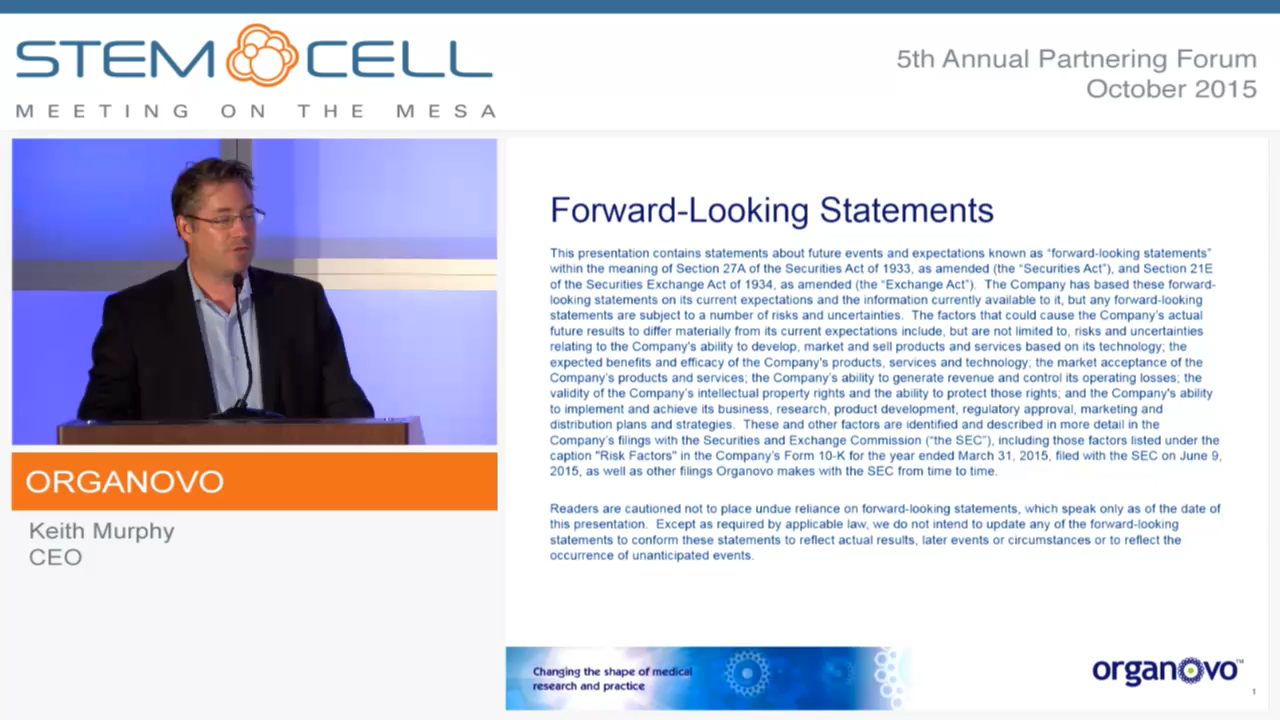 STEM CELL
MEETING ON THE MESA
5th Annual Partnering Forum
October 2015
ORGANOVO
Keith Murphy
CEO
Forward-Looking Statements
This presentation contains statements about future events and expectations known as “forward-looking statements”
within the meaning of Section 27A of the Securities Act of 1933, as amended (the “Securities Act”), and Section 21E
of the Securities Exchange Act of 1934, as amended (the “Exchange Act”).  The Company has based these forward-
looking statements on its current expectations and the information currently available to it, but any forward-looking
statements are subject to a number of risks and uncertainties.  The factors that could cause the Company’s actual
future results to differ materially from its current expectations include, but are not limited to, risks and uncertainties
relating to the Company's ability to develop, market and sell products and services based on its technology; the
expected benefits and efficacy of the Company's products, services and technology; the market acceptance of the
Company’s products and services; the Company’s ability to generate revenue and control its operating losses; the
validity of the Company’s intellectual property rights and the ability to protect those rights; and the Company's ability
to implement and achieve its business, research, product development, regulatory approval, marketing and
distribution plans and strategies.  These and other factors are identified and described in more detail in the
Company’s filings with the Securities and Exchange Commission (“the SEC”), including those factors listed under the
caption "Risk Factors" in the Company’s Form 10-K for the year ended March 31, 2015, filed with the SEC on June 9,
2015, as well as other filings Organovo makes with the SEC from time to time.
Readers are cautioned not to place undue reliance on forward-looking statements, which speak only as of the date of
this presentation.  Except as required by applicable law, we do not intend to update any of the forward-looking
statements to conform these statements to reflect actual results, later events or circumstances or to reflect the
occurrence of unanticipated events.
Changing the shape of medical
research and practice
organovo™
1